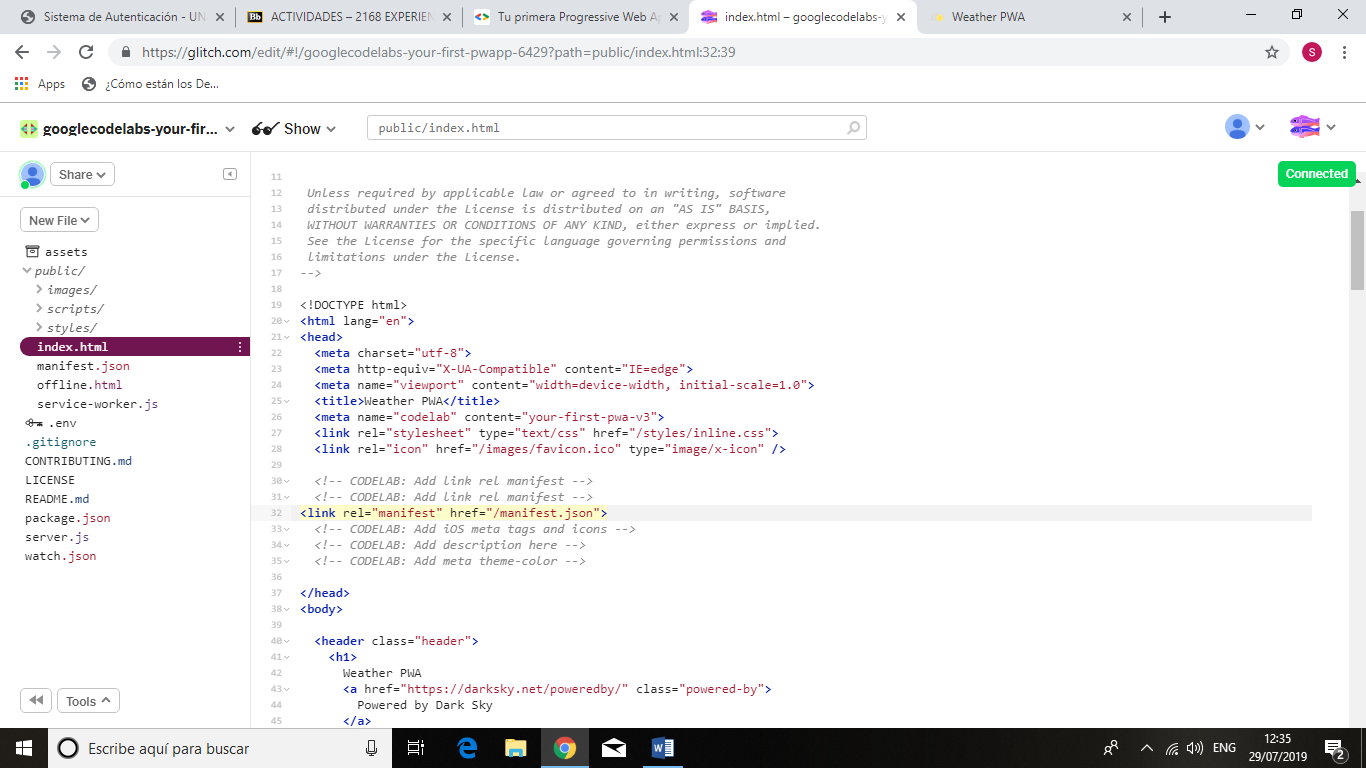 Sistema de Autenticación - UN
ACTIVIDADES – 2168 EXPERIEN
Tu primera Progressive Web Ap
index.html – googlecodelabs-y
Weather PWA
https://glitch.com/edit/#!/googlecodelabs-your-first-pwapp-6429?path=public/index.html:32:39
S
Apps
¿Cómo están los De...
googlecodelabs-your-fir...
Show
public/index.html
Share
Connected
New File
assets
public/
images/
scripts/
styles/
index.html
manifest.json
offline.html
service-worker.js
.env
.gitignore
CONTRIBUTING.md
LICENSE
README.md
package.json
server.js
watch.json
Tools
11
12 Unless required by applicable law or agreed to in writing, software
13 distributed under the License is distributed on an "AS IS" BASIS,
14 WITHOUT WARRANTIES OR CONDITIONS OF ANY KIND, either express or implied.
15 See the License for the specific language governing permissions and
16 limitations under the License.
17 -->
18
19 <!DOCTYPE html>
20 <html lang="en">
21 <head>
22 <meta charset="utf-8">
23 <meta http-equiv="X-UA-Compatible" content="IE=edge">
24 <meta name="viewport" content="width=device-width, initial-scale=1.0">
25 <title>Weather PWA</title>
26 <meta name="codelab" content="your-first-pwa-v3">
27 <link rel="stylesheet" type="text/css" href="/styles/inline.css">
28 <link rel="icon" href="/images/favicon.ico" type="image/x-icon" />
29
30 <!-- CODELAB: Add link rel manifest -->
31 <!-- CODELAB: Add link rel manifest -->
32 <link rel="manifest" href="/manifest.json">
33 <!-- CODELAB: Add iOS meta tags and icons -->
34 <!-- CODELAB: Add description here -->
35 <!-- CODELAB: Add meta theme-color -->
36
37 </head>
38 <body>
39
40 <header class="header">
41 <h1>
42 Weather PWA
43 <a href="https://darksky.net/poweredby/" class="powered-by">
44 Powered by Dark Sky
45 </a>
Escribe aquí para buscar
ENG
12:35
29/07/2019
2